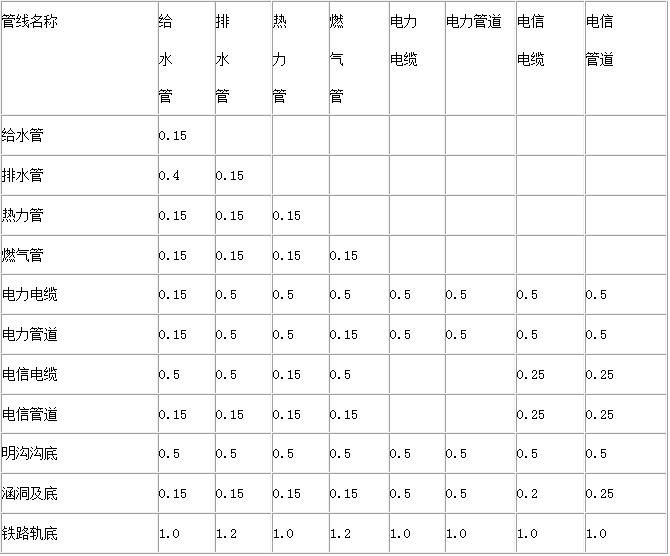 管线名称 给水管 排水管 热力管 燃气管 电力电缆 电力管道 电信电缆 电信管道
给水管 0.15
排水管 0.4 0.15
热力管 0.15 0.15 0.15
燃气管 0.15 0.15 0.15 0.15
电力电缆 0.15 0.5 0.5 0.5 0.5 0.5 0.5 0.5
电力管道 0.15 0.5 0.5 0.15 0.5 0.5 0.5 0.5
电信电缆 0.5 0.5 0.15 0.5 0.25 0.25
电信管道 0.15 0.15 0.15 0.15 0.25 0.25
明沟沟底 0.5 0.5 0.5 0.5 0.5 0.5 0.5 0.5
涵洞及底 0.15 0.15 0.15 0.15 0.5 0.5 0.2 0.25
铁路轨底 1.0 1.2 1.0 1.2 1.0 1.0 1.0 1.0